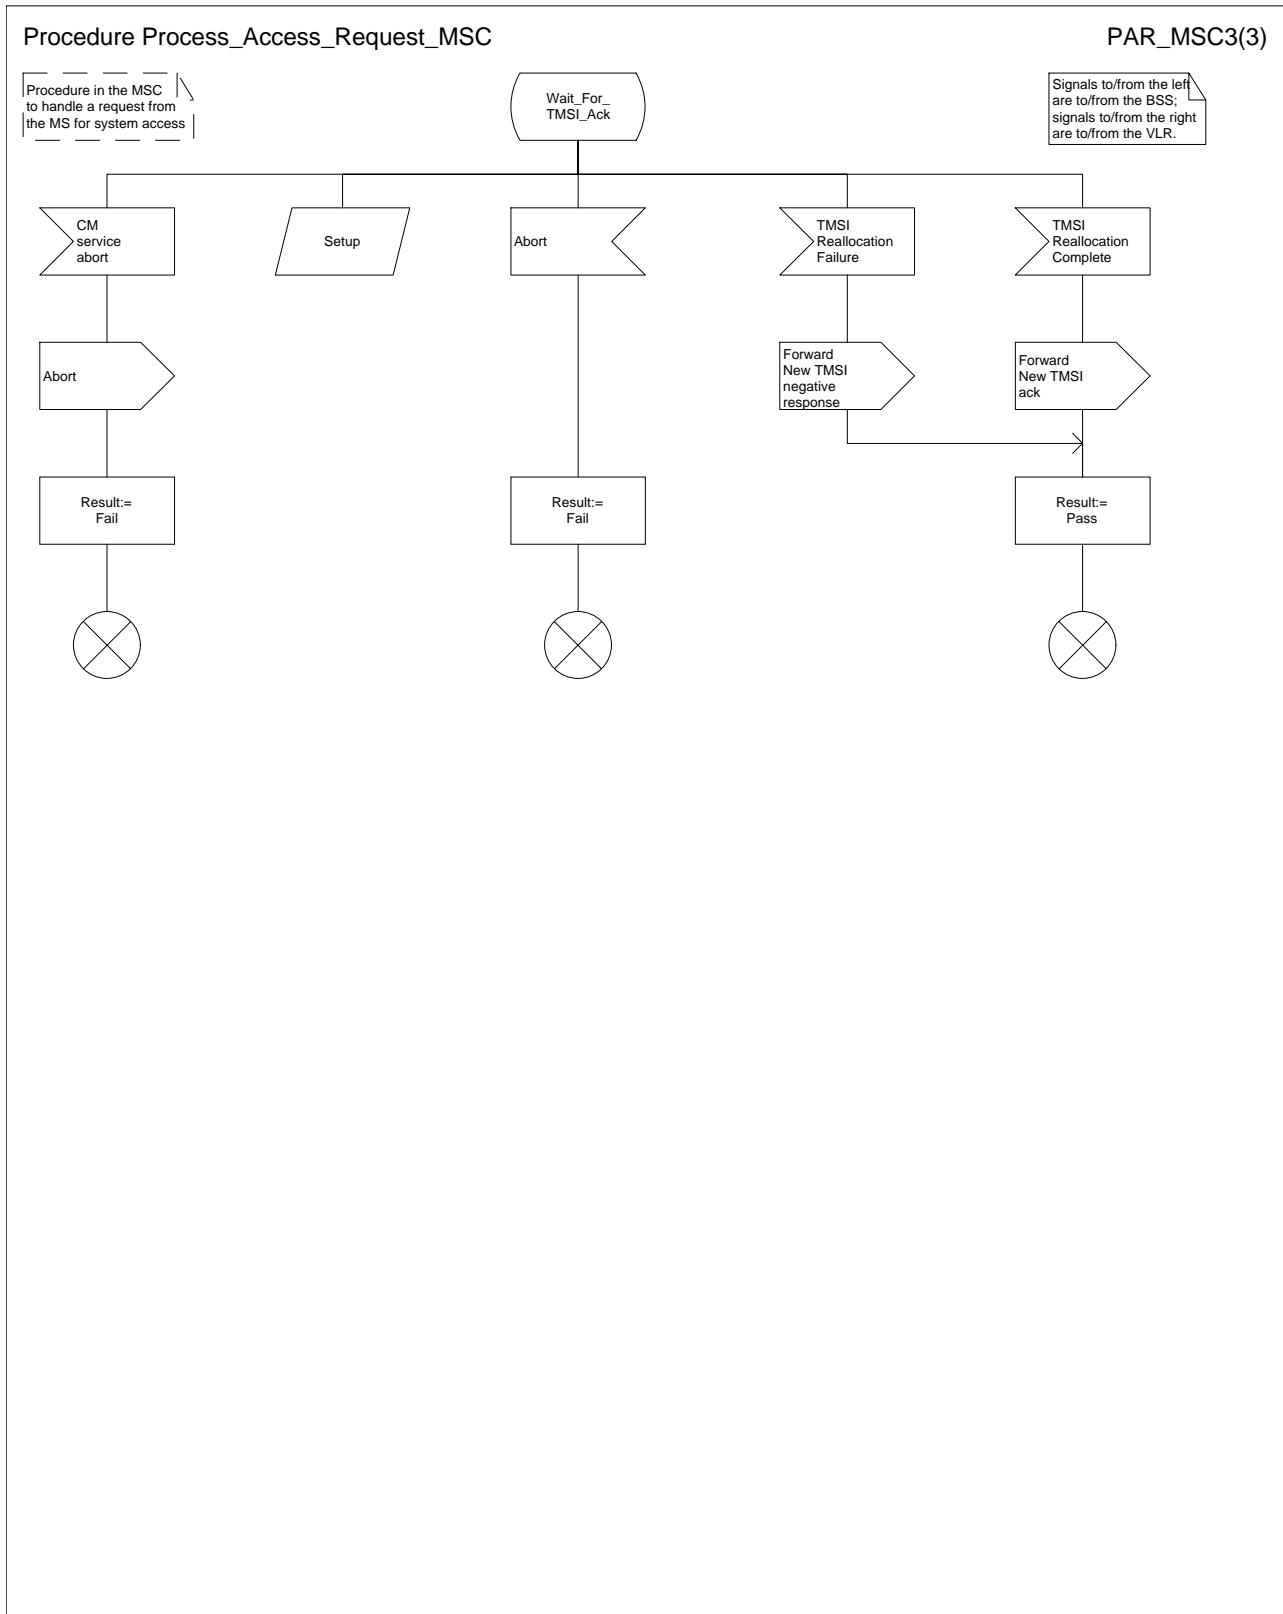 Procedure Process_Access_Request_MSC
PAR_MSC3(3)
Procedure in the MSC
to handle a request from
the MS for system access
Wait_For_
TMSI_Ack
Signals to/from the left
are to/from the BSS;
signals to/from the right
are to/from the VLR.
CM
service
abort
Setup
Abort
TMSI
Reallocation
Failure
TMSI
Reallocation
Complete
Abort
Forward
New TMSI
negative
response
Forward
New TMSI
ack
Result:=
Fail
Result:=
Fail
Result:=
Pass